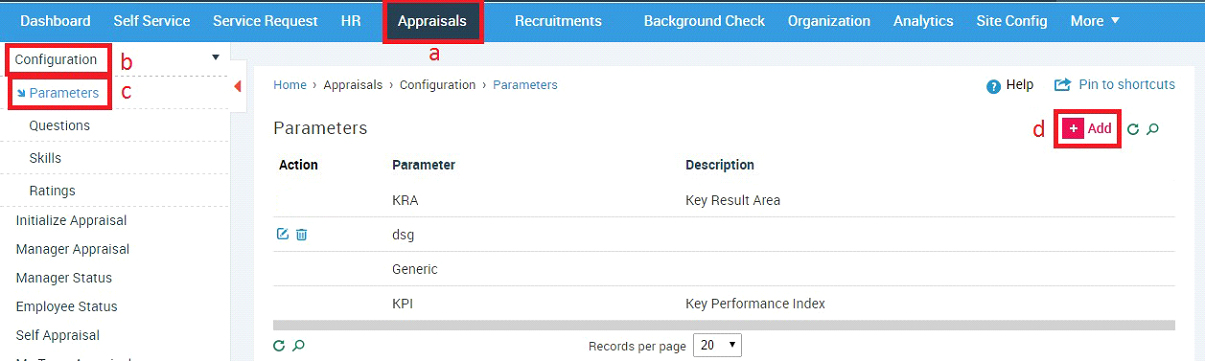 Dashboard Self Service Service Request HR Appraisals Recruitments Background Check Organization Analytics Site Config More
a
Configuration b
Parameters c
Questions
Skills
Ratings
Initialize Appraisal
Manager Appraisal
Manager Status
Employee Status
Self Appraisal
Home › Appraisals › Configuration › Parameters
? Help Pin to shortcuts
Parameters
d + Add
Action Parameter Description
KRA Key Result Area
dsg
Generic
KPI Key Performance Index
Records per page 20